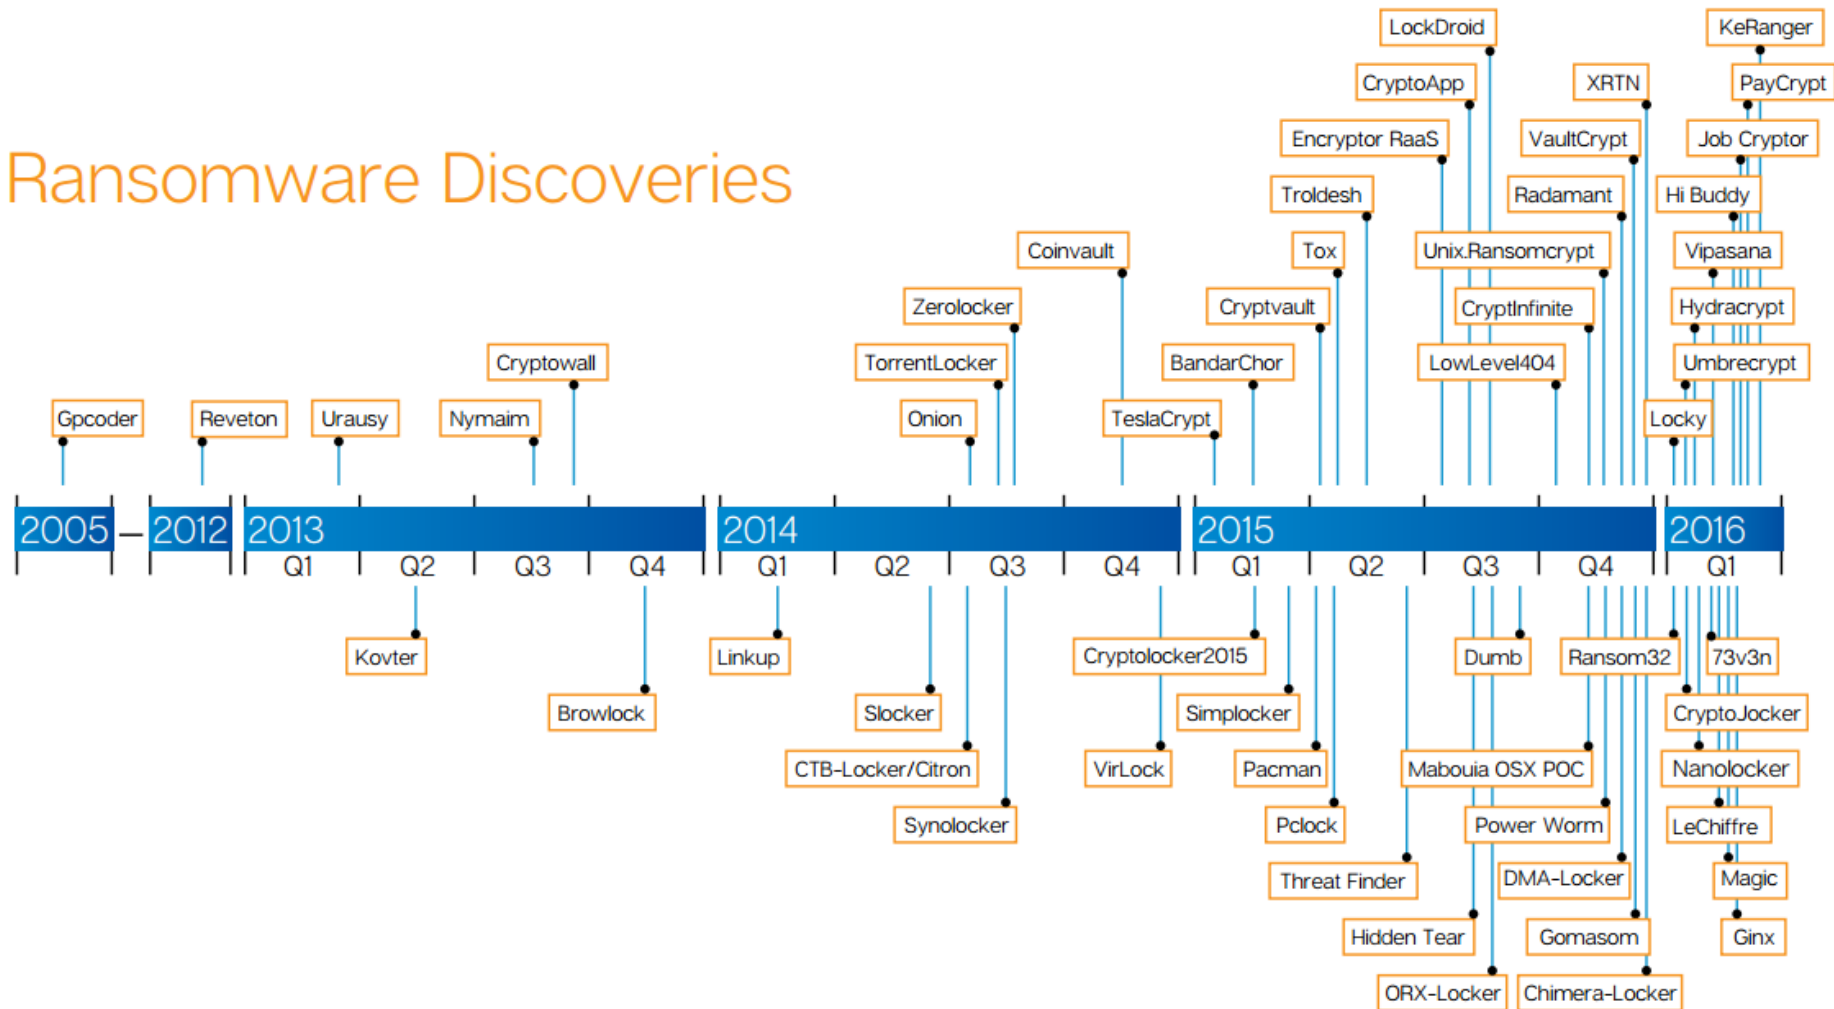 LockDroid
KeRanger
CryptoApp
XRTN
PayCrypt
Encryptor RaaS
VaultCrypt
Job Cryptor
Ransomware Discoveries
Troldesh
Radamant
Hi Buddy
Coinvault
Tox
Unix.Ransomcrypt
Vipasana
Zerolocker
Cryptvault
CryptInfinite
Hydracrypt
Cryptowall
TorrentLocker
BandarChor
LowLevel404
Umbrecrypt
Gpcoder
Reveton
Urausy
Nymaim
Onion
TeslaCrypt
Locky
2005 – 2012 2013 2014 2015 2016
Q1 Q2 Q3 Q4 Q1 Q2 Q3 Q4 Q1 Q2 Q3 Q4 Q1
Kovter
Linkup
Cryptolocker2015
Dumb
Ransom32
73v3n
Browlock
Slocker
Simplocker
CryptoJocker
CTB-Locker/Citron
VirLock
Pacman
Mabouia OSX POC
Nanolocker
Synolocker
Pclock
Power Worm
LeChiffre
Threat Finder
DMA-Locker
Magic
Hidden Tear
Gomasom
Ginx
ORX-Locker
Chimera-Locker